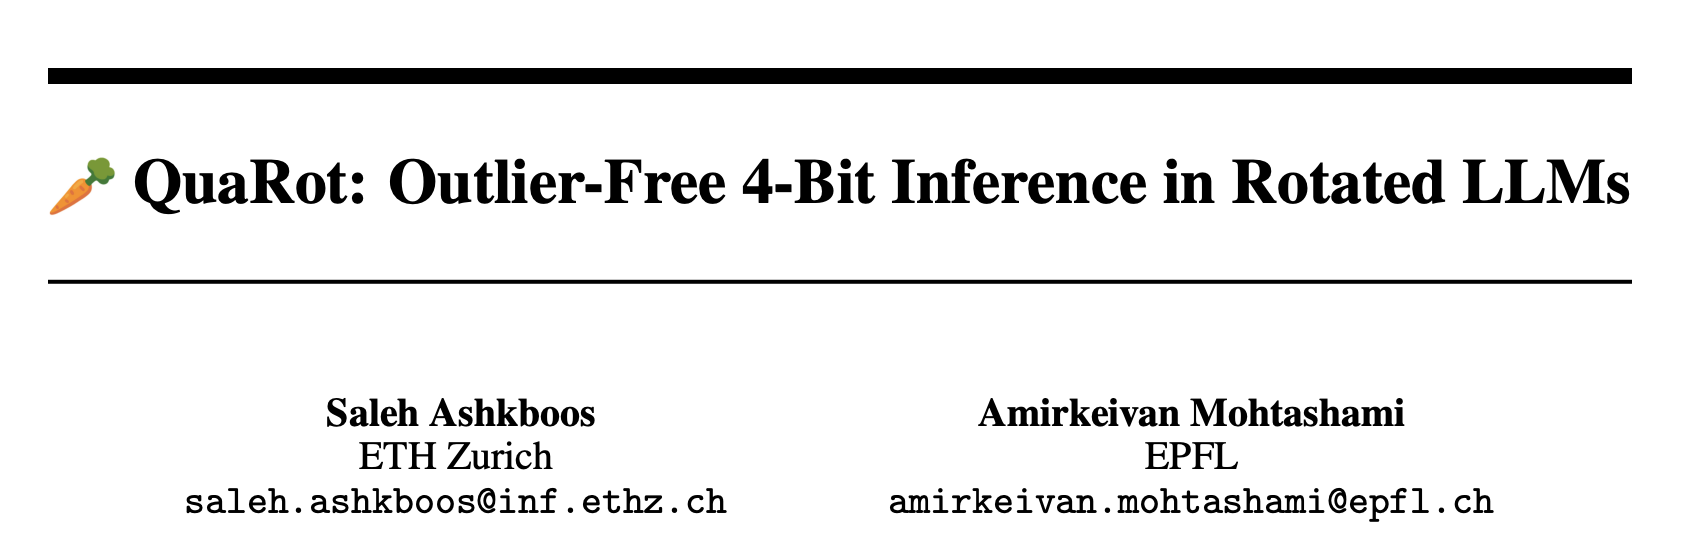 🥕 QuaRot: Outlier-Free 4-Bit Inference in Rotated LLMs
Saleh Ashkboos
ETH Zurich
saleh.ashkboos@inf.ethz.ch
Amirkeivan Mohtashami
EPFL
amirkeivan.mohtashami@epfl.ch